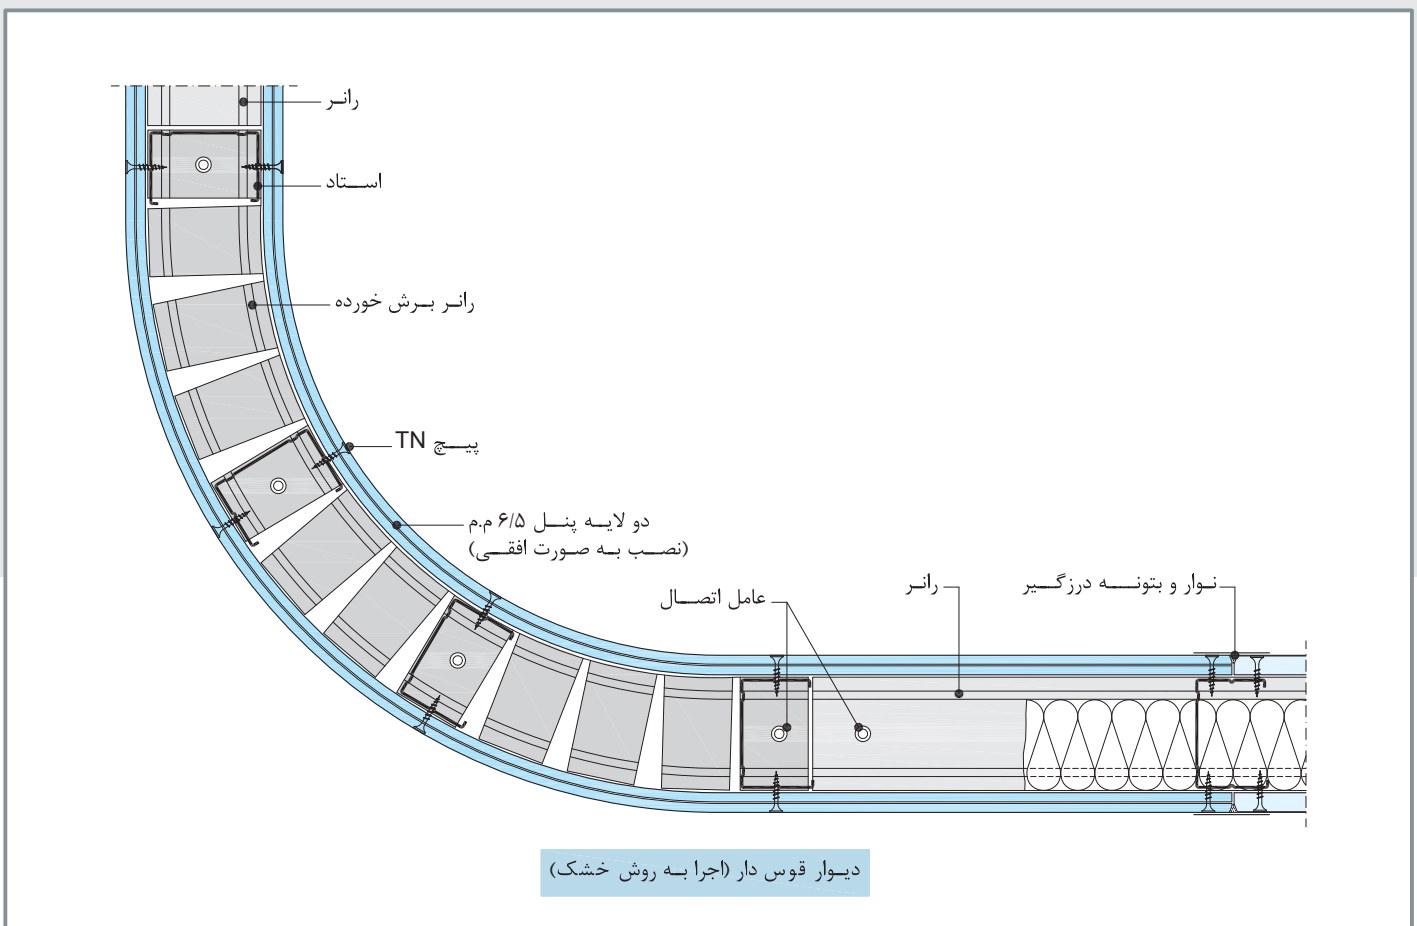 رانر
استاد
رانر برش خورده
پیچ TN
دو لایه پنل ۶/۵ م.م
(نصب به صورت افقی)
نوار و بتونه درزگیر
رانر
عامل اتصال
دیوار قوس دار (اجرا به روش خشک)